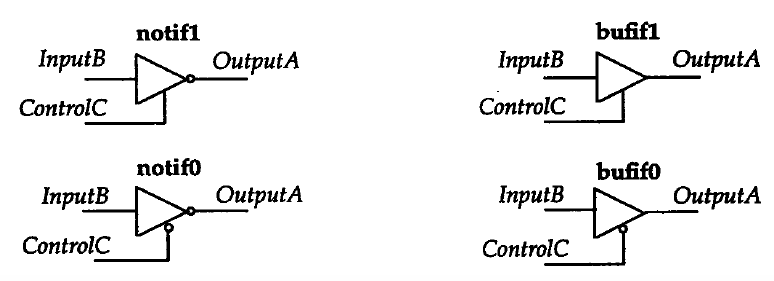 notif1
InputB OutputA
ControlC
bufif1
InputB OutputA
ControlC
notif0
InputB OutputA
ControlC
bufif0
InputB OutputA
ControlC